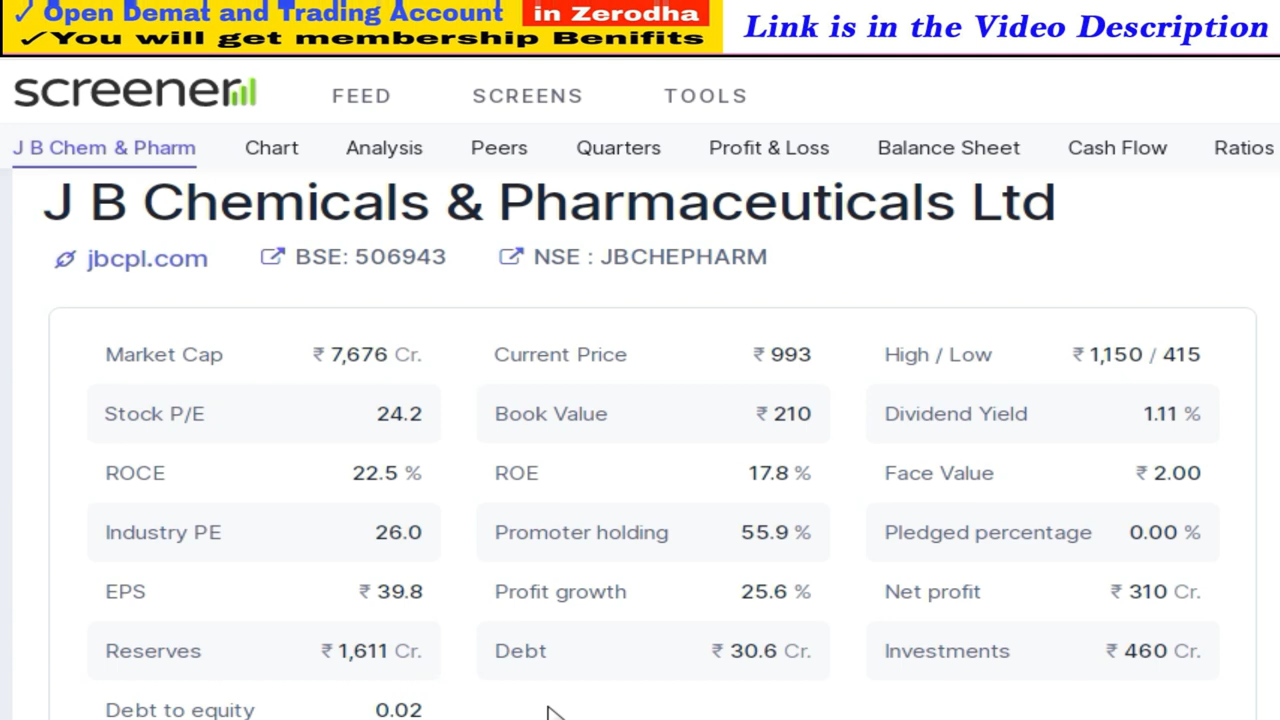 ✓ Open Demat and Trading Account in Zerodha
✓You will get membership Benifits
Link is in the Video Description
screener
FEED SCREENS TOOLS
J B Chem & Pharm Chart Analysis Peers Quarters Profit & Loss Balance Sheet Cash Flow Ratios
J B Chemicals & Pharmaceuticals Ltd
jbcpl.com BSE: 506943 NSE : JBCHEPHARM
Market Cap ₹ 7,676 Cr. Current Price ₹ 993 High / Low ₹ 1,150 / 415
Stock P/E 24.2 Book Value ₹ 210 Dividend Yield 1.11 %
ROCE 22.5 % ROE 17.8 % Face Value ₹ 2.00
Industry PE 26.0 Promoter holding 55.9 % Pledged percentage 0.00 %
EPS ₹ 39.8 Profit growth 25.6 % Net profit ₹ 310 Cr.
Reserves ₹ 1,611 Cr. Debt ₹ 30.6 Cr. Investments ₹ 460 Cr.
Debt to equity 0.02